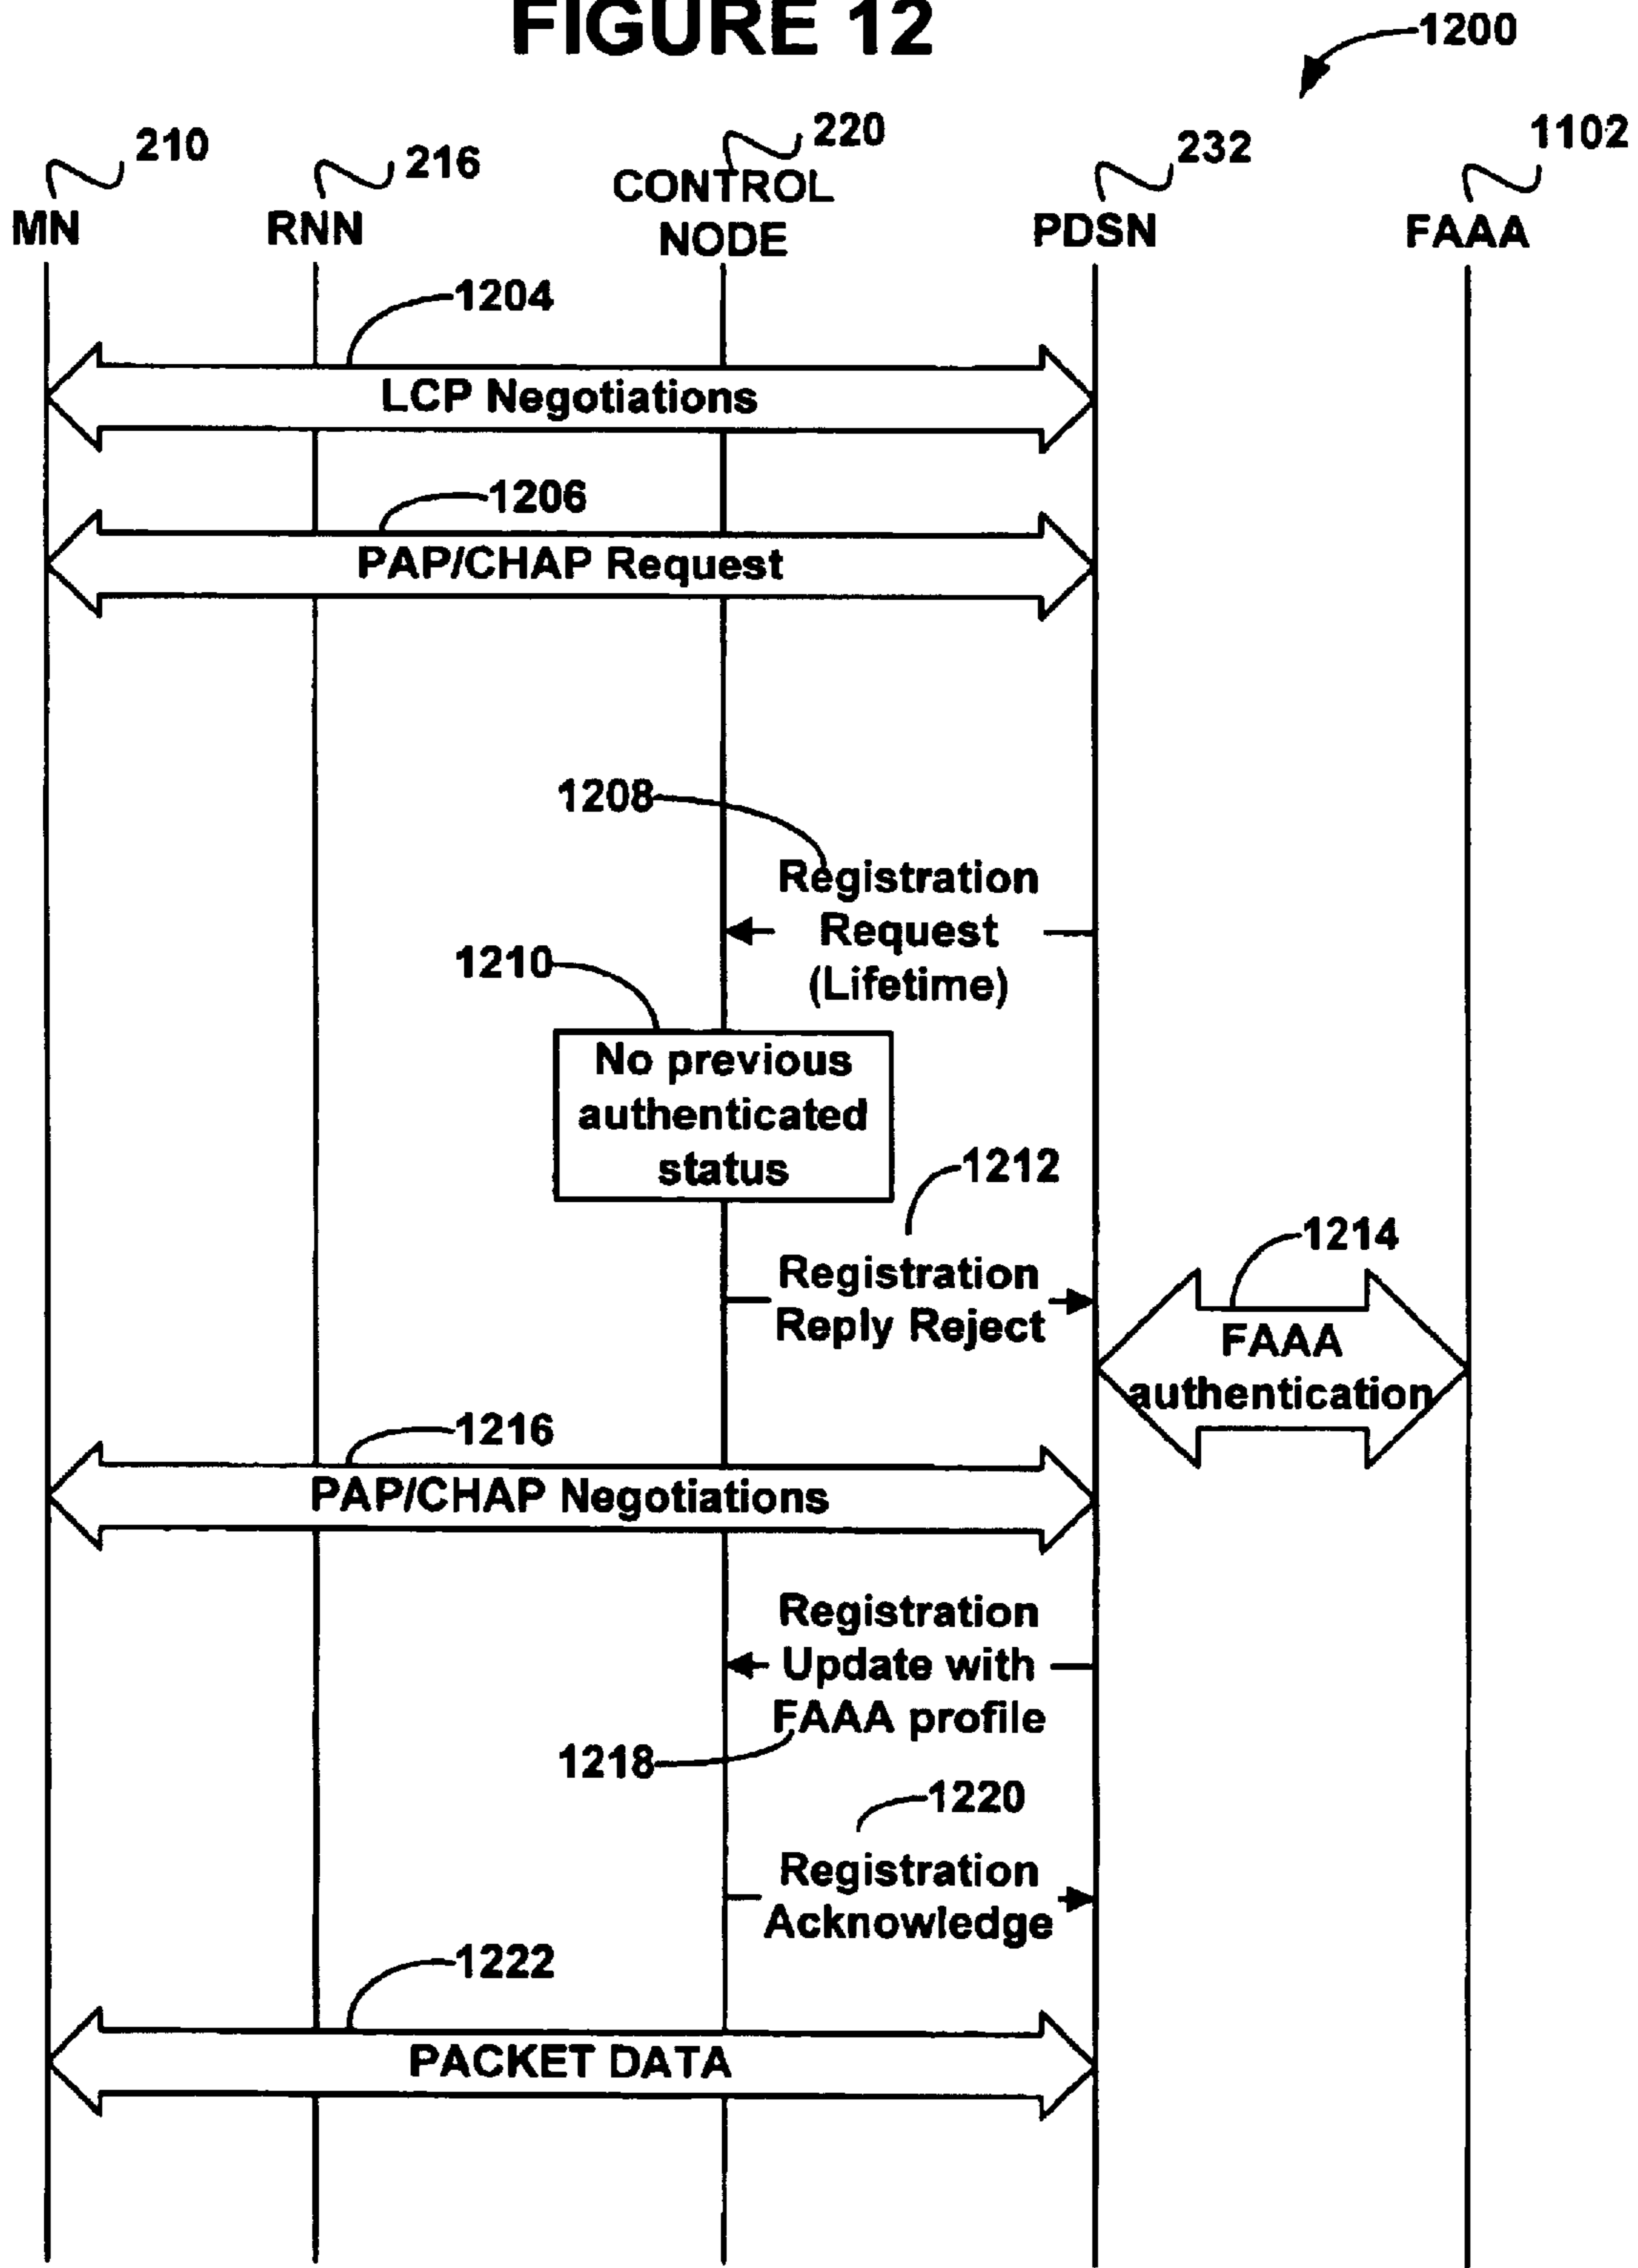 FIGURE 12
1200
210
216
220
232
1102
MN
RNN
CONTROL
NODE
PDSN
FAAA
1204
LCP Negotiations
1206
PAP/CHAP Request
1208
Registration
Request
(Lifetime)
1210
No previous
authenticated
status
1212
Registration
Reply Reject
1214
FAAA
authentication
1216
PAP/CHAP Negotiations
Registration
Update with
FAAA profile
1218
1220
Registration
Acknowledge
1222
PACKET DATA